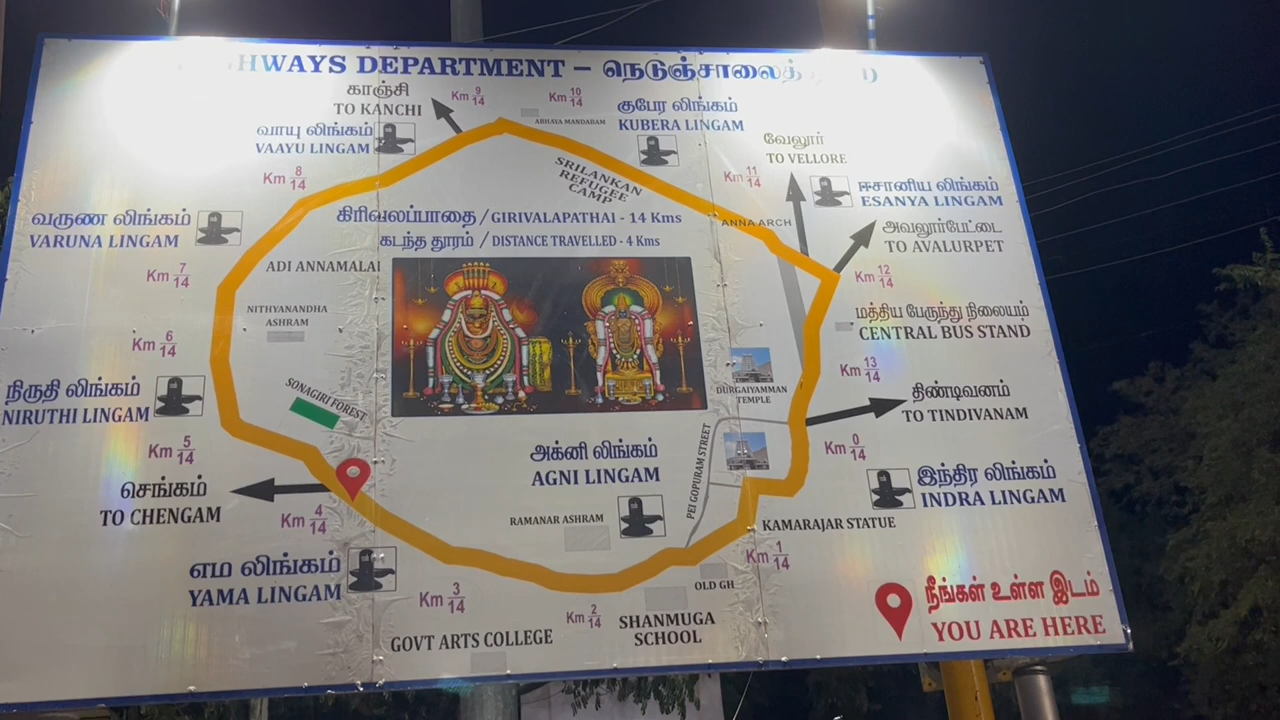 HWAYS DEPARTMENT – நெடுஞ்சாலைத்
காஞ்சி
TO KANCHI
Km 9/14
Km 10/14
ABHAYA MANDABAM
குபேர லிங்கம்
KUBERA LINGAM
வாயு லிங்கம்
VAAYU LINGAM
வேலூர்
TO VELLORE
Km 8/14
SRILANKAN
REFUGEE
CAMP
Km 11/14
ஈசானிய லிங்கம்
ESANYA LINGAM
வருண லிங்கம்
VARUNA LINGAM
கிரிவலப்பாதை / GIRIVALAPATHAI - 14 Kms
கடந்த தூரம் / DISTANCE TRAVELLED - 4 Kms
ANNA ARCH
அவலூர்பேட்டை
TO AVALURPET
Km 7/14
ADI ANNAMALAI
Km 12/14
NITHYANANDHA
ASHRAM
மத்திய பேருந்து நிலையம்
CENTRAL BUS STAND
Km 6/14
Km 13/14
நிருதி லிங்கம்
NIRUTHI LINGAM
SONAGIRI FOREST
DURGAIYAMMAN
TEMPLE
திண்டிவனம்
TO TINDIVANAM
Km 5/14
அக்னி லிங்கம்
AGNI LINGAM
PEI GOPURAM STREET
Km 0/14
செங்கம்
TO CHENGAM
இந்திர லிங்கம்
INDRA LINGAM
Km 4/14
RAMANAR ASHRAM
KAMARAJAR STATUE
எம லிங்கம்
YAMA LINGAM
Km 1/14
OLD GH
Km 3/14
Km 2/14
SHANMUGA
SCHOOL
GOVT ARTS COLLEGE
நீங்கள் உள்ள இடம்
YOU ARE HERE